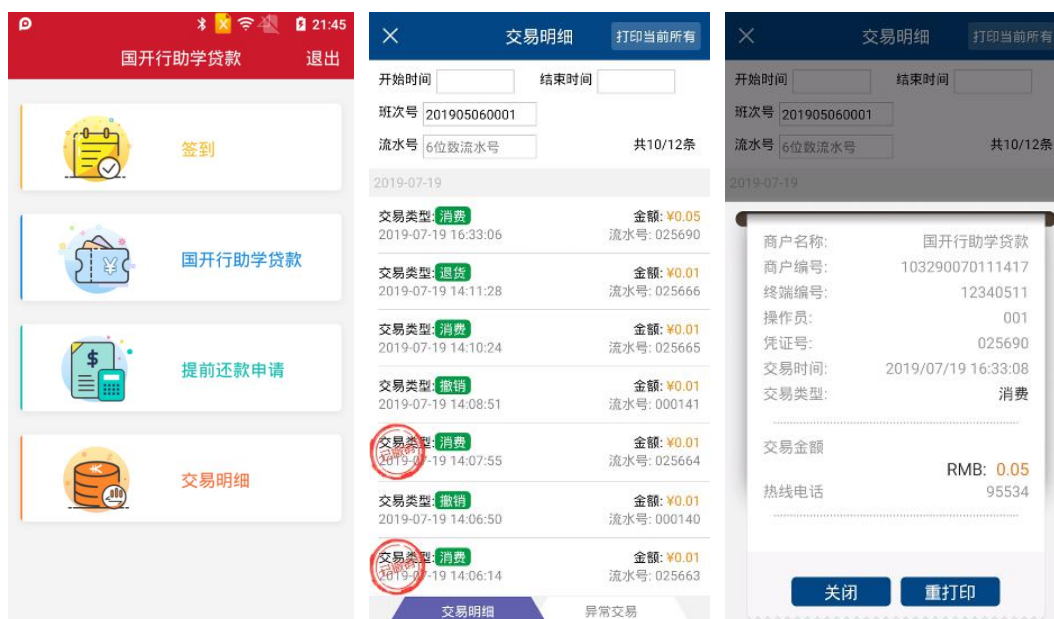 21:45
国开行助学贷款 退出
签到
国开行助学贷款
提前还款申请
交易明细
交易明细 打印当前所有
开始时间 结束时间
班次号 201905060001
流水号 6位数流水号 共10/12条
2019-07-19
交易类型: 消费 金额: ¥0.05
2019-07-19 16:33:06 流水号: 025690
交易类型: 退货 金额: ¥0.01
2019-07-19 14:11:28 流水号: 025666
交易类型: 消费 金额: ¥0.01
2019-07-19 14:10:24 流水号: 025665
交易类型: 撤销 金额: ¥0.01
2019-07-19 14:08:51 流水号: 000141
交易类型: 消费 金额: ¥0.01
2019-07-19 14:07:55 流水号: 025664
交易类型: 撤销 金额: ¥0.01
2019-07-19 14:06:50 流水号: 000140
交易类型: 消费 金额: ¥0.01
2019-07-19 14:06:14 流水号: 025663
交易明细 异常交易
交易明细 打印当前所有
开始时间 结束时间
班次号 201905060001
流水号 6位数流水号 共10/12条
2019-07-19
商户名称: 国开行助学贷款
商户编号: 103290070111417
终端编号: 12340511
操作员: 001
凭证号: 025690
交易时间: 2019/07/19 16:33:08
交易类型: 消费
交易金额
RMB: 0.05
热线电话 95534
关闭 重打印